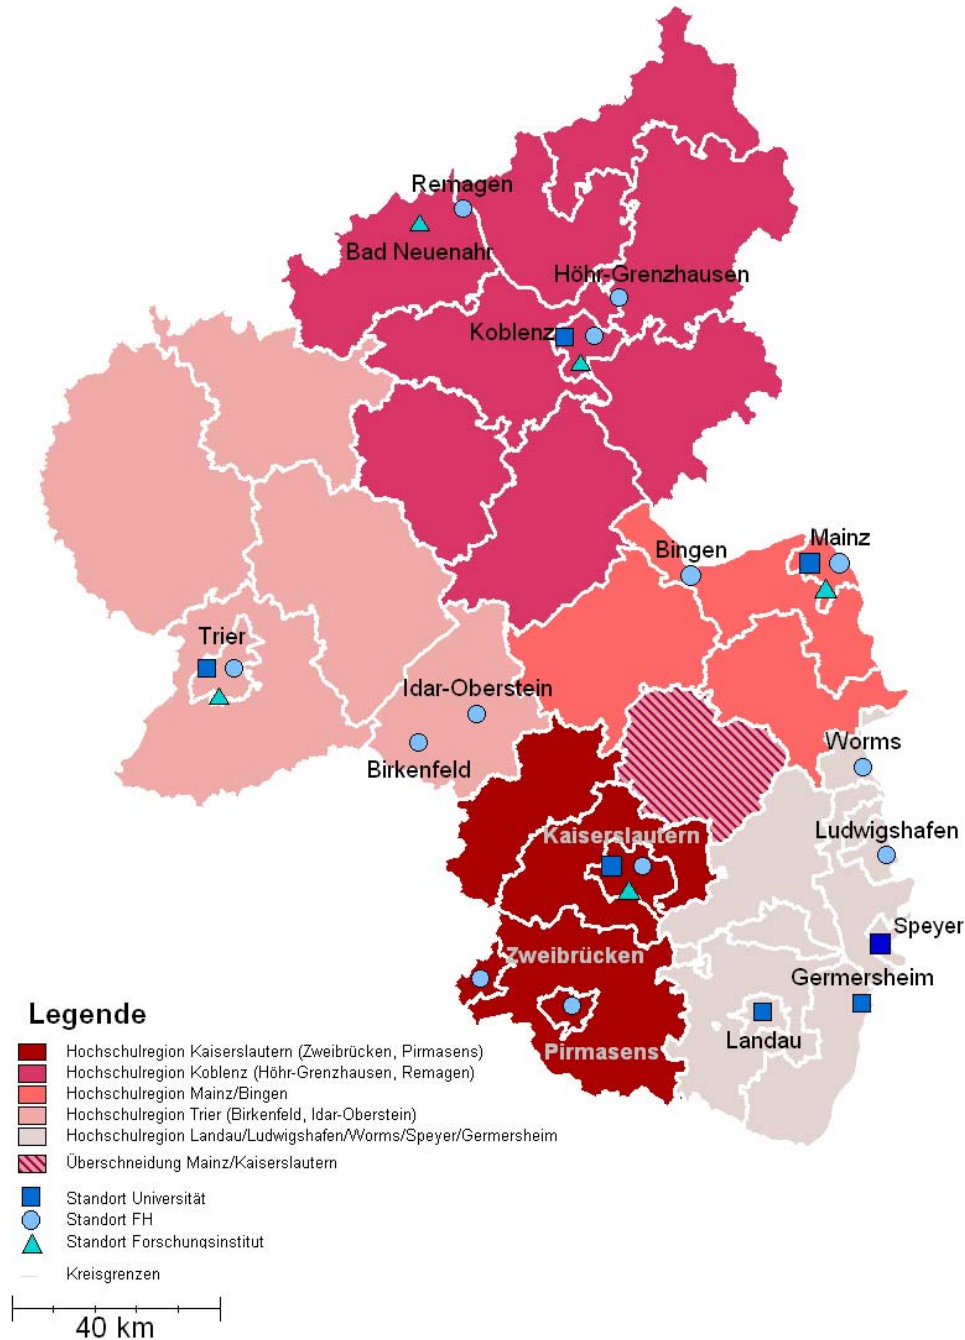 Remagen
Bad Neuenahr
Höhr-Grenzhausen
Koblenz
Mainz
Bingen
Trier
Idar-Oberstein
Birkenfeld
Worms
Ludwigshafen
Kaiserslautern
Speyer
Zweibrücken
Germersheim
Landau
Pirmasens
Legende
Hochschulregion Kaiserslautern (Zweibrücken, Pirmasens)
Hochschulregion Koblenz (Höhr-Grenzhausen, Remagen)
Hochschulregion Mainz/Bingen
Hochschulregion Trier (Birkenfeld, Idar-Oberstein)
Hochschulregion Landau/Ludwigshafen/Worms/Speyer/Germersheim
Überschneidung Mainz/Kaiserslautern
Standort Universität
Standort FH
Standort Forschungsinstitut
Kreisgrenzen
40 km